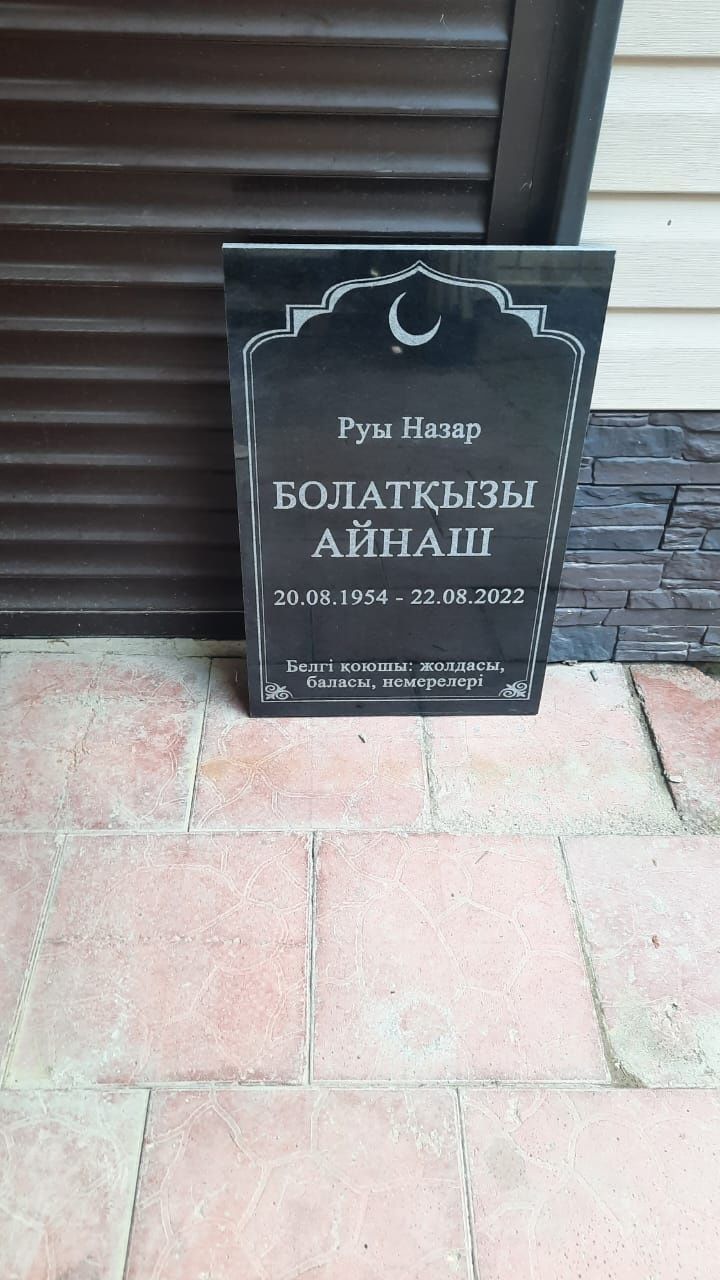 Руы Назар
БОЛАТҚЫЗЫ
АЙНАШ
20.08.1954 - 22.08.2022
Белгі қоюшы: жолдасы,
баласы, немерелері